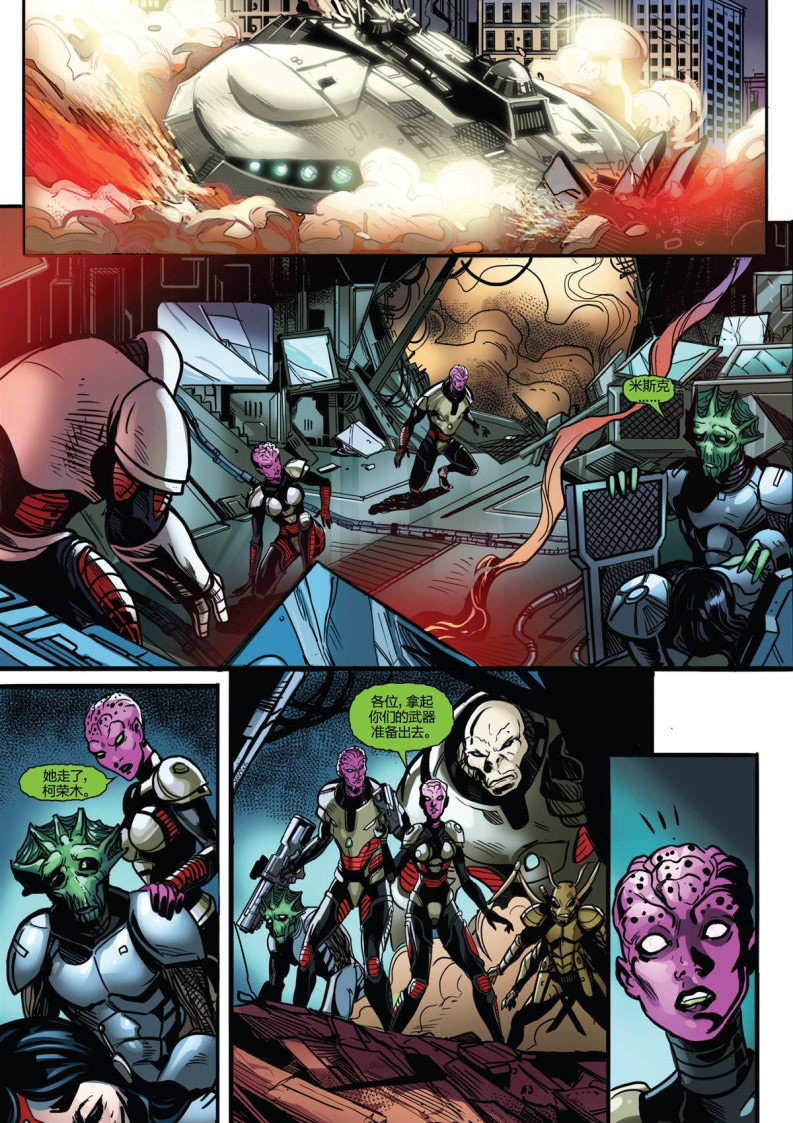 米斯克
……
她走了，
柯荣木。
各位，拿起
你们的武器
准备出去。